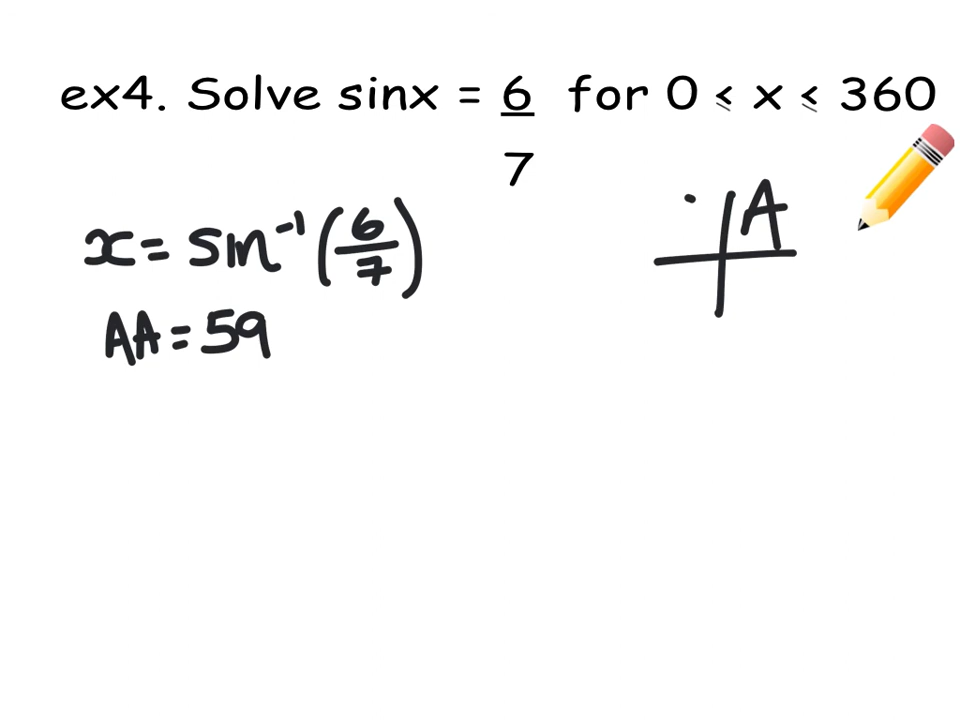 ex4. Solve sinx = 6 for 0 ≤ x ≤ 360
7
x = sin⁻¹(6/7)
A
AA = 59